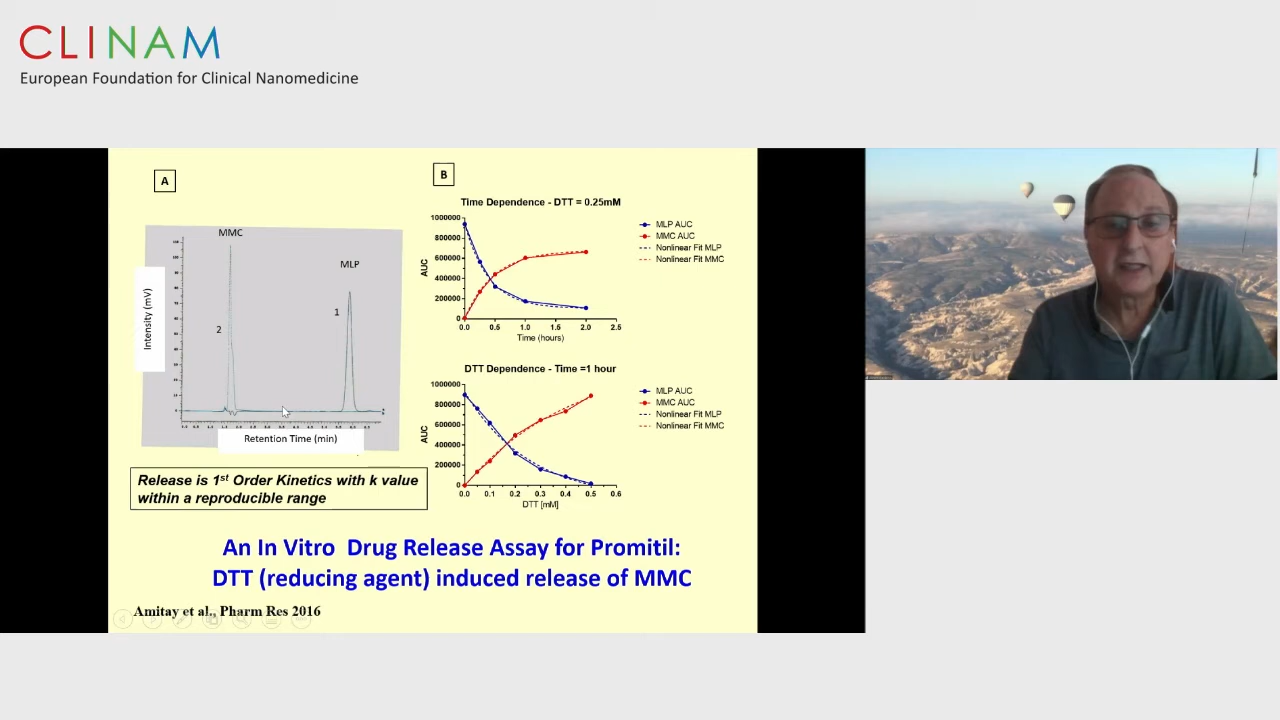 CLINAM
European Foundation for Clinical Nanomedicine
A
MMC
MLP
1
2
Intensity (mV)
Retention Time (min)
B
Time Dependence - DTT = 0.25mM
1000000
800000
600000
400000
200000
0
AUC
0.0 0.5 1.0 1.5 2.0 2.5
Time (hours)
MLP AUC
MMC AUC
Nonlinear Fit MLP
Nonlinear Fit MMC
DTT Dependence - Time =1 hour
1000000
800000
600000
400000
200000
0
AUC
0.0 0.1 0.2 0.3 0.4 0.5 0.6
DTT [mM]
MLP AUC
MMC AUC
Nonlinear Fit MLP
Nonlinear Fit MMC
Release is 1st Order Kinetics with k value
within a reproducible range
An In Vitro Drug Release Assay for Promitil:
DTT (reducing agent) induced release of MMC
Amitay et al., Pharm Res 2016